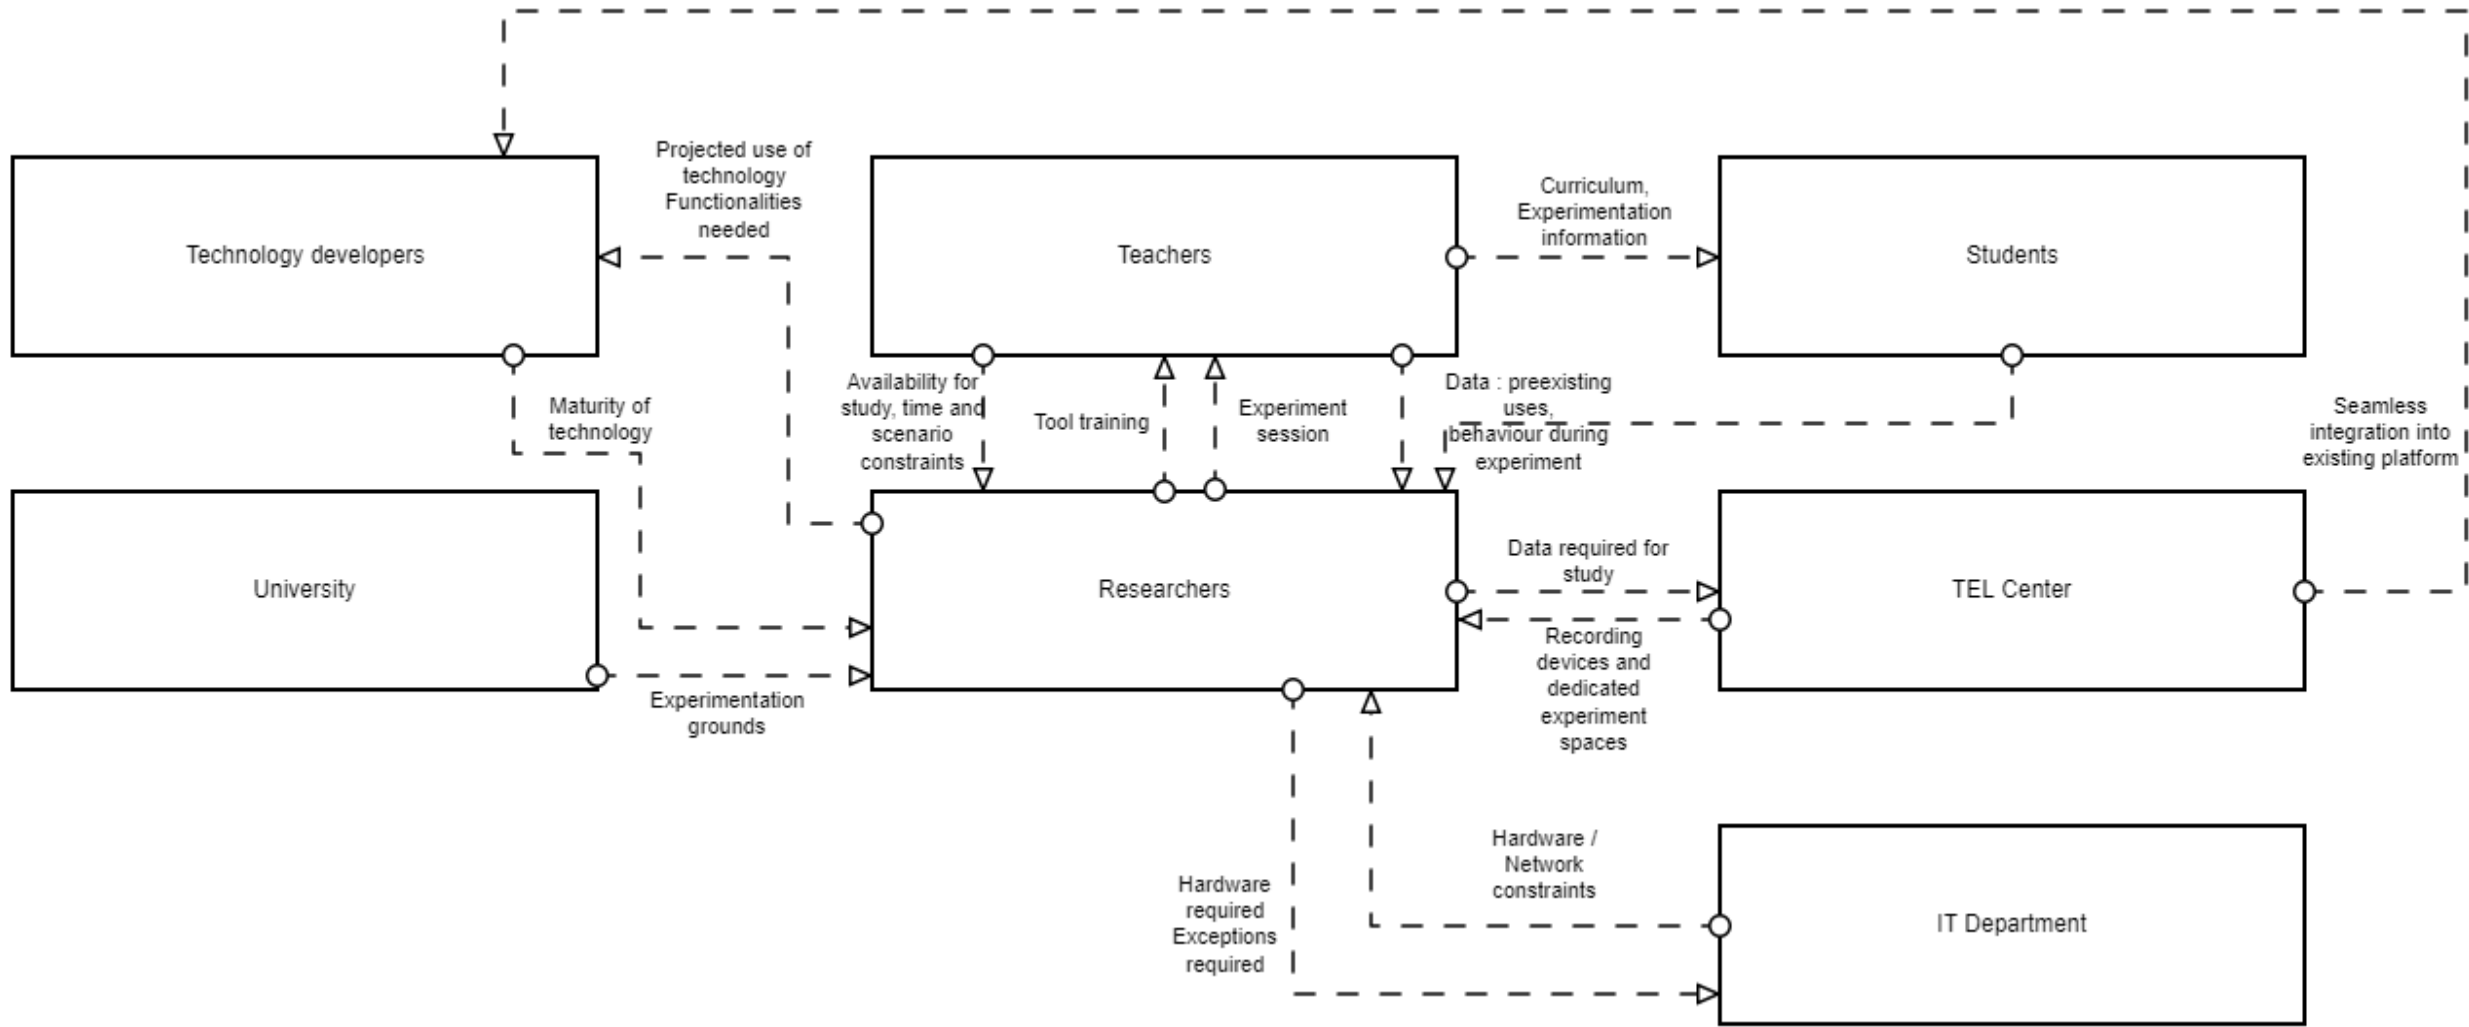 Projected use of
technology
Functionalities
needed
Technology developers
Teachers
Curriculum,
Experimentation
information
Students
Maturity of
technology
Availability for
study, time and
scenario
constraints
Tool training
Experiment
session
Data : preexisting
uses,
behaviour during
experiment
Seamless
integration into
existing platform
University
Researchers
Data required for
study
TEL Center
Recording
devices and
dedicated
experiment
spaces
Experimentation
grounds
Hardware /
Network
constraints
Hardware
required
Exceptions
required
IT Department